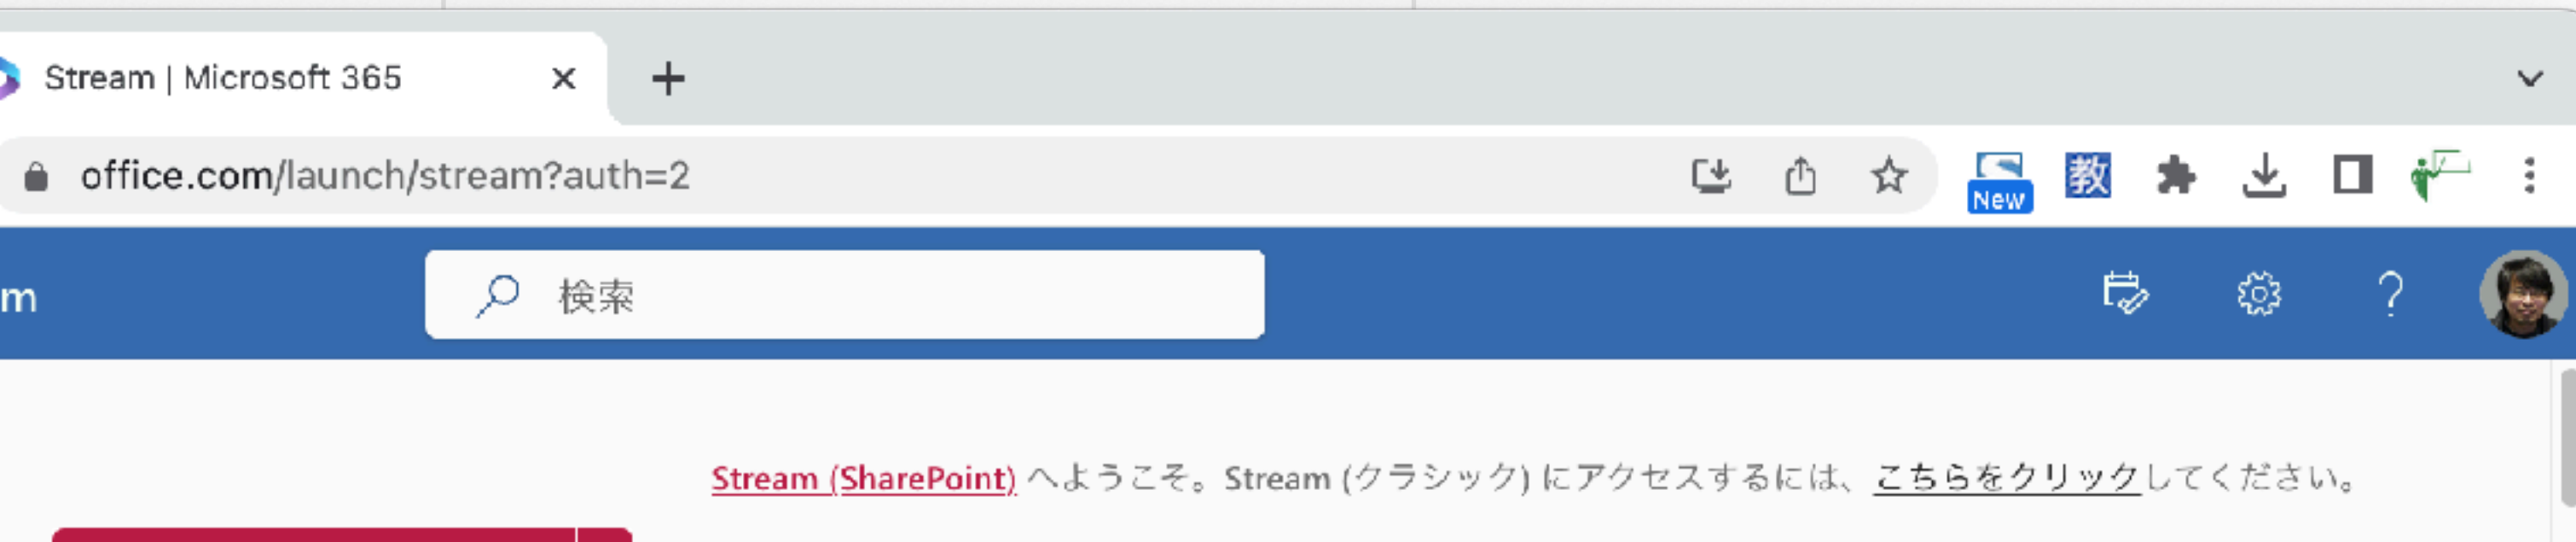 Stream | Microsoft 365
office.com/launch/stream?auth=2
New 教
m 検索
Stream (SharePoint) へようこそ。Stream (クラシック) にアクセスするには、こちらをクリックしてください。